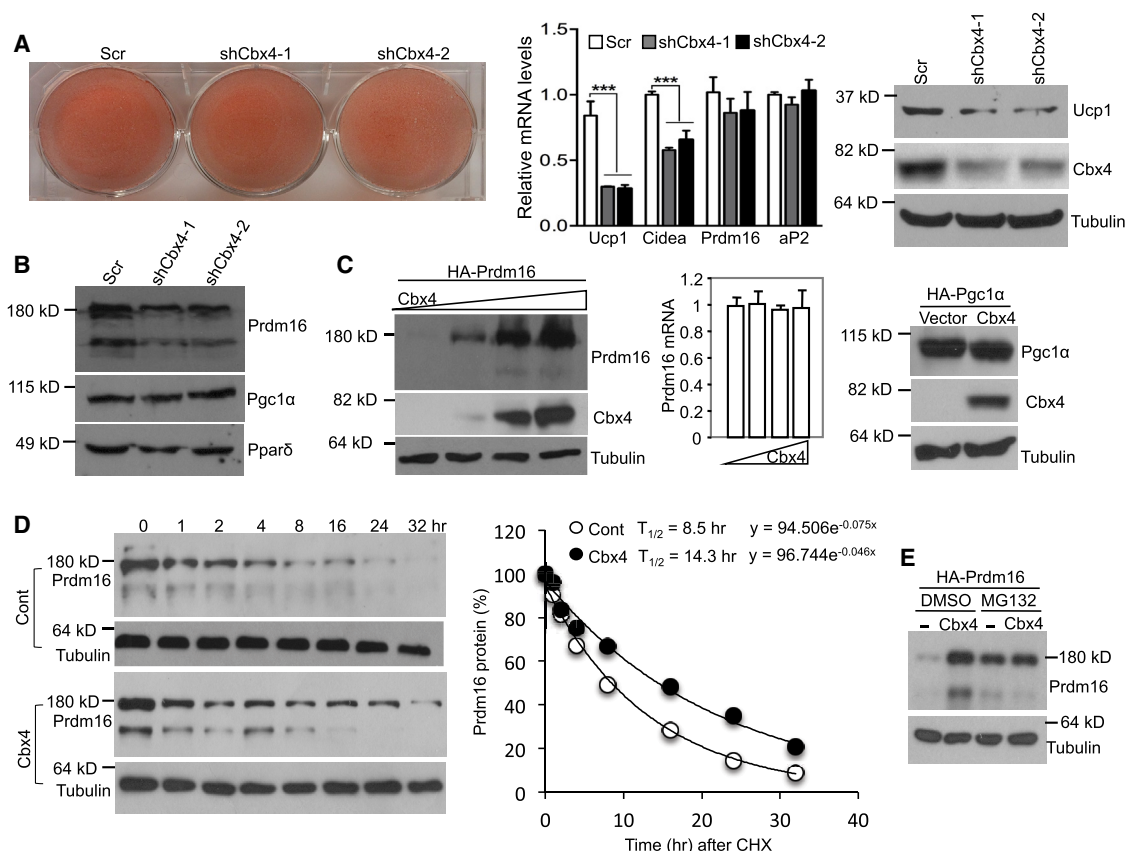 A
Scr
shCbx4-1
shCbx4-2
Relative mRNA levels
1.5
1.0
0.5
0.0
Scr
shCbx4-1
shCbx4-2
***
***
Ucp1
Cidea
Prdm16
aP2
Scr
shCbx4-1
shCbx4-2
37 kD
Ucp1
82 kD
Cbx4
64 kD
Tubulin
B
Scr
shCbx4-1
shCbx4-2
180 kD
Prdm16
115 kD
Pgc1α
49 kD
Pparδ
C
HA-Prdm16
Cbx4
180 kD
Prdm16
82 kD
Cbx4
64 kD
Tubulin
Prdm16 mRNA
1.2
1
0.8
0.6
0.4
0.2
0
Cbx4
HA-Pgc1α
Vector Cbx4
115 kD
Pgc1α
82 kD
Cbx4
64 kD
Tubulin
D
0 1 2 4 8 16 24 32 hr
Cont
180 kD
Prdm16
64 kD
Tubulin
Cbx4
180 kD
Prdm16
64 kD
Tubulin
Prdm16 protein (%)
120
100
80
60
40
20
0
Cont T1/2 = 8.5 hr y = 94.506e-0.075x
Cbx4 T1/2 = 14.3 hr y = 96.744e-0.046x
0 10 20 30 40
Time (hr) after CHX
E
HA-Prdm16
DMSO MG132
– Cbx4 – Cbx4
180 kD
Prdm16
64 kD
Tubulin